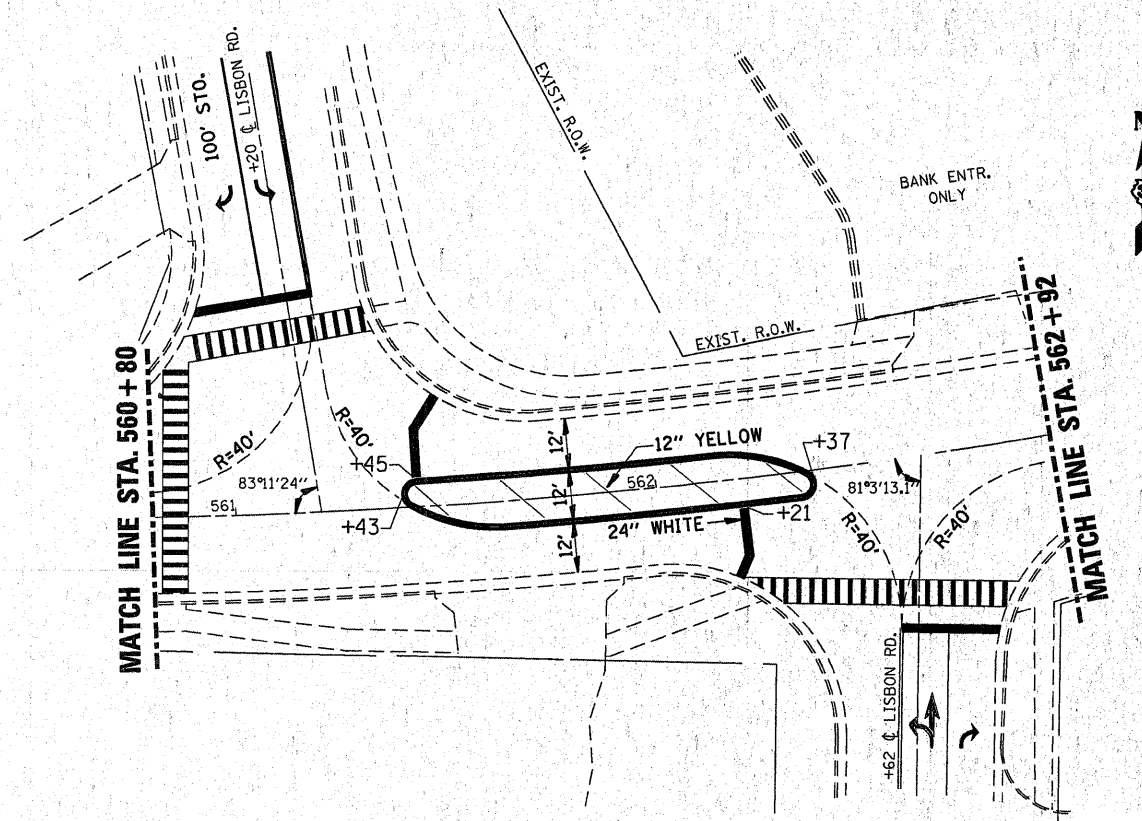 100' STO.
+20 ℄ LISBON RD.
EXIST. R.O.W.
BANK ENTR.
ONLY
N
MATCH LINE STA. 560 + 80
EXIST. R.O.W.
MATCH LINE STA. 562 + 92
R=40'
R=40'
83°11'24"
561
+45
+43
12'
12'
12'
12" YELLOW
562
24" WHITE
+37
+21
81°3'13.1"
R=40'
R=40'
+62 ℄ LISBON RD.